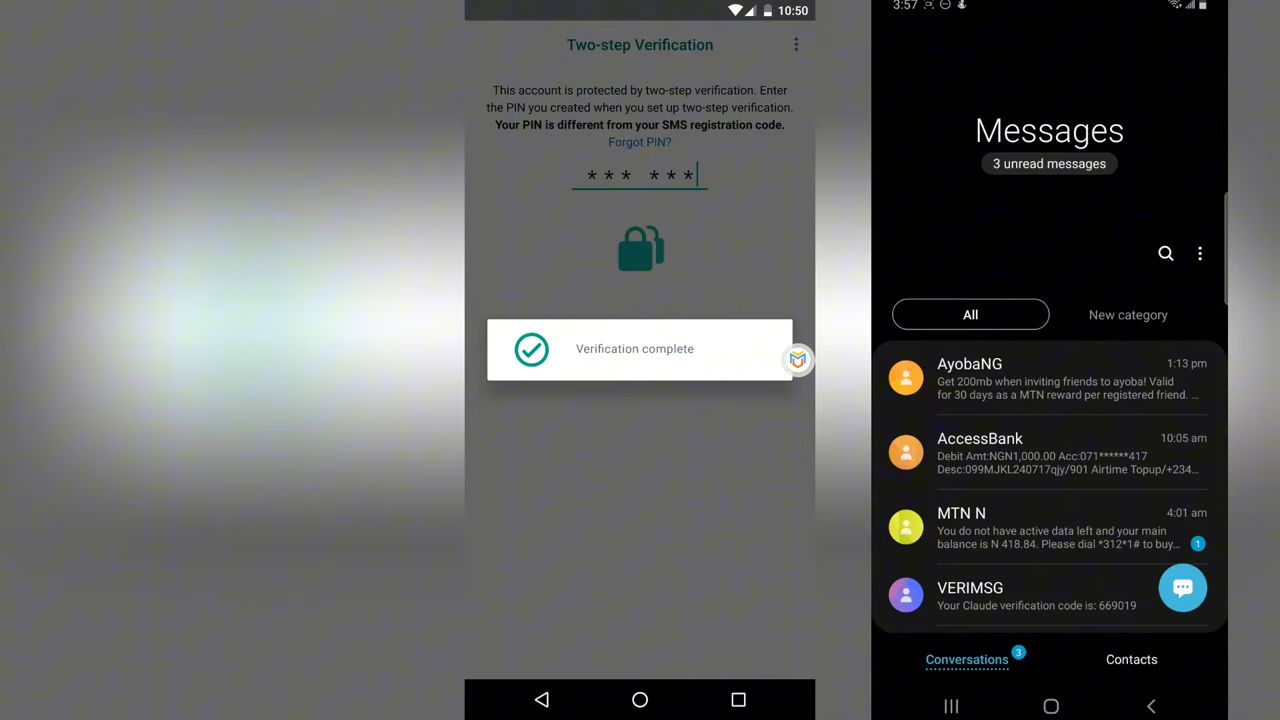 10:50
Two-step Verification
This account is protected by two-step verification. Enter
the PIN you created when you set up two-step verification.
Your PIN is different from your SMS registration code.
Forgot PIN?
*** ***
Verification complete
3:57
Messages
3 unread messages
All
New category
AyobaNG
1:13 pm
Get 200mb when inviting friends to ayoba! Valid
for 30 days as a MTN reward per registered friend. ...
AccessBank
10:05 am
Debit Amt:NGN1,000.00 Acc:071******417
Desc:099MJKL240717qjy/901 Airtime Topup/+234...
MTN N
4:01 am
You do not have active data left and your main
balance is N 418.84. Please dial *312*1# to buy...
1
VERIMSG
Your Claude verification code is: 669019
Conversations
3
Contacts